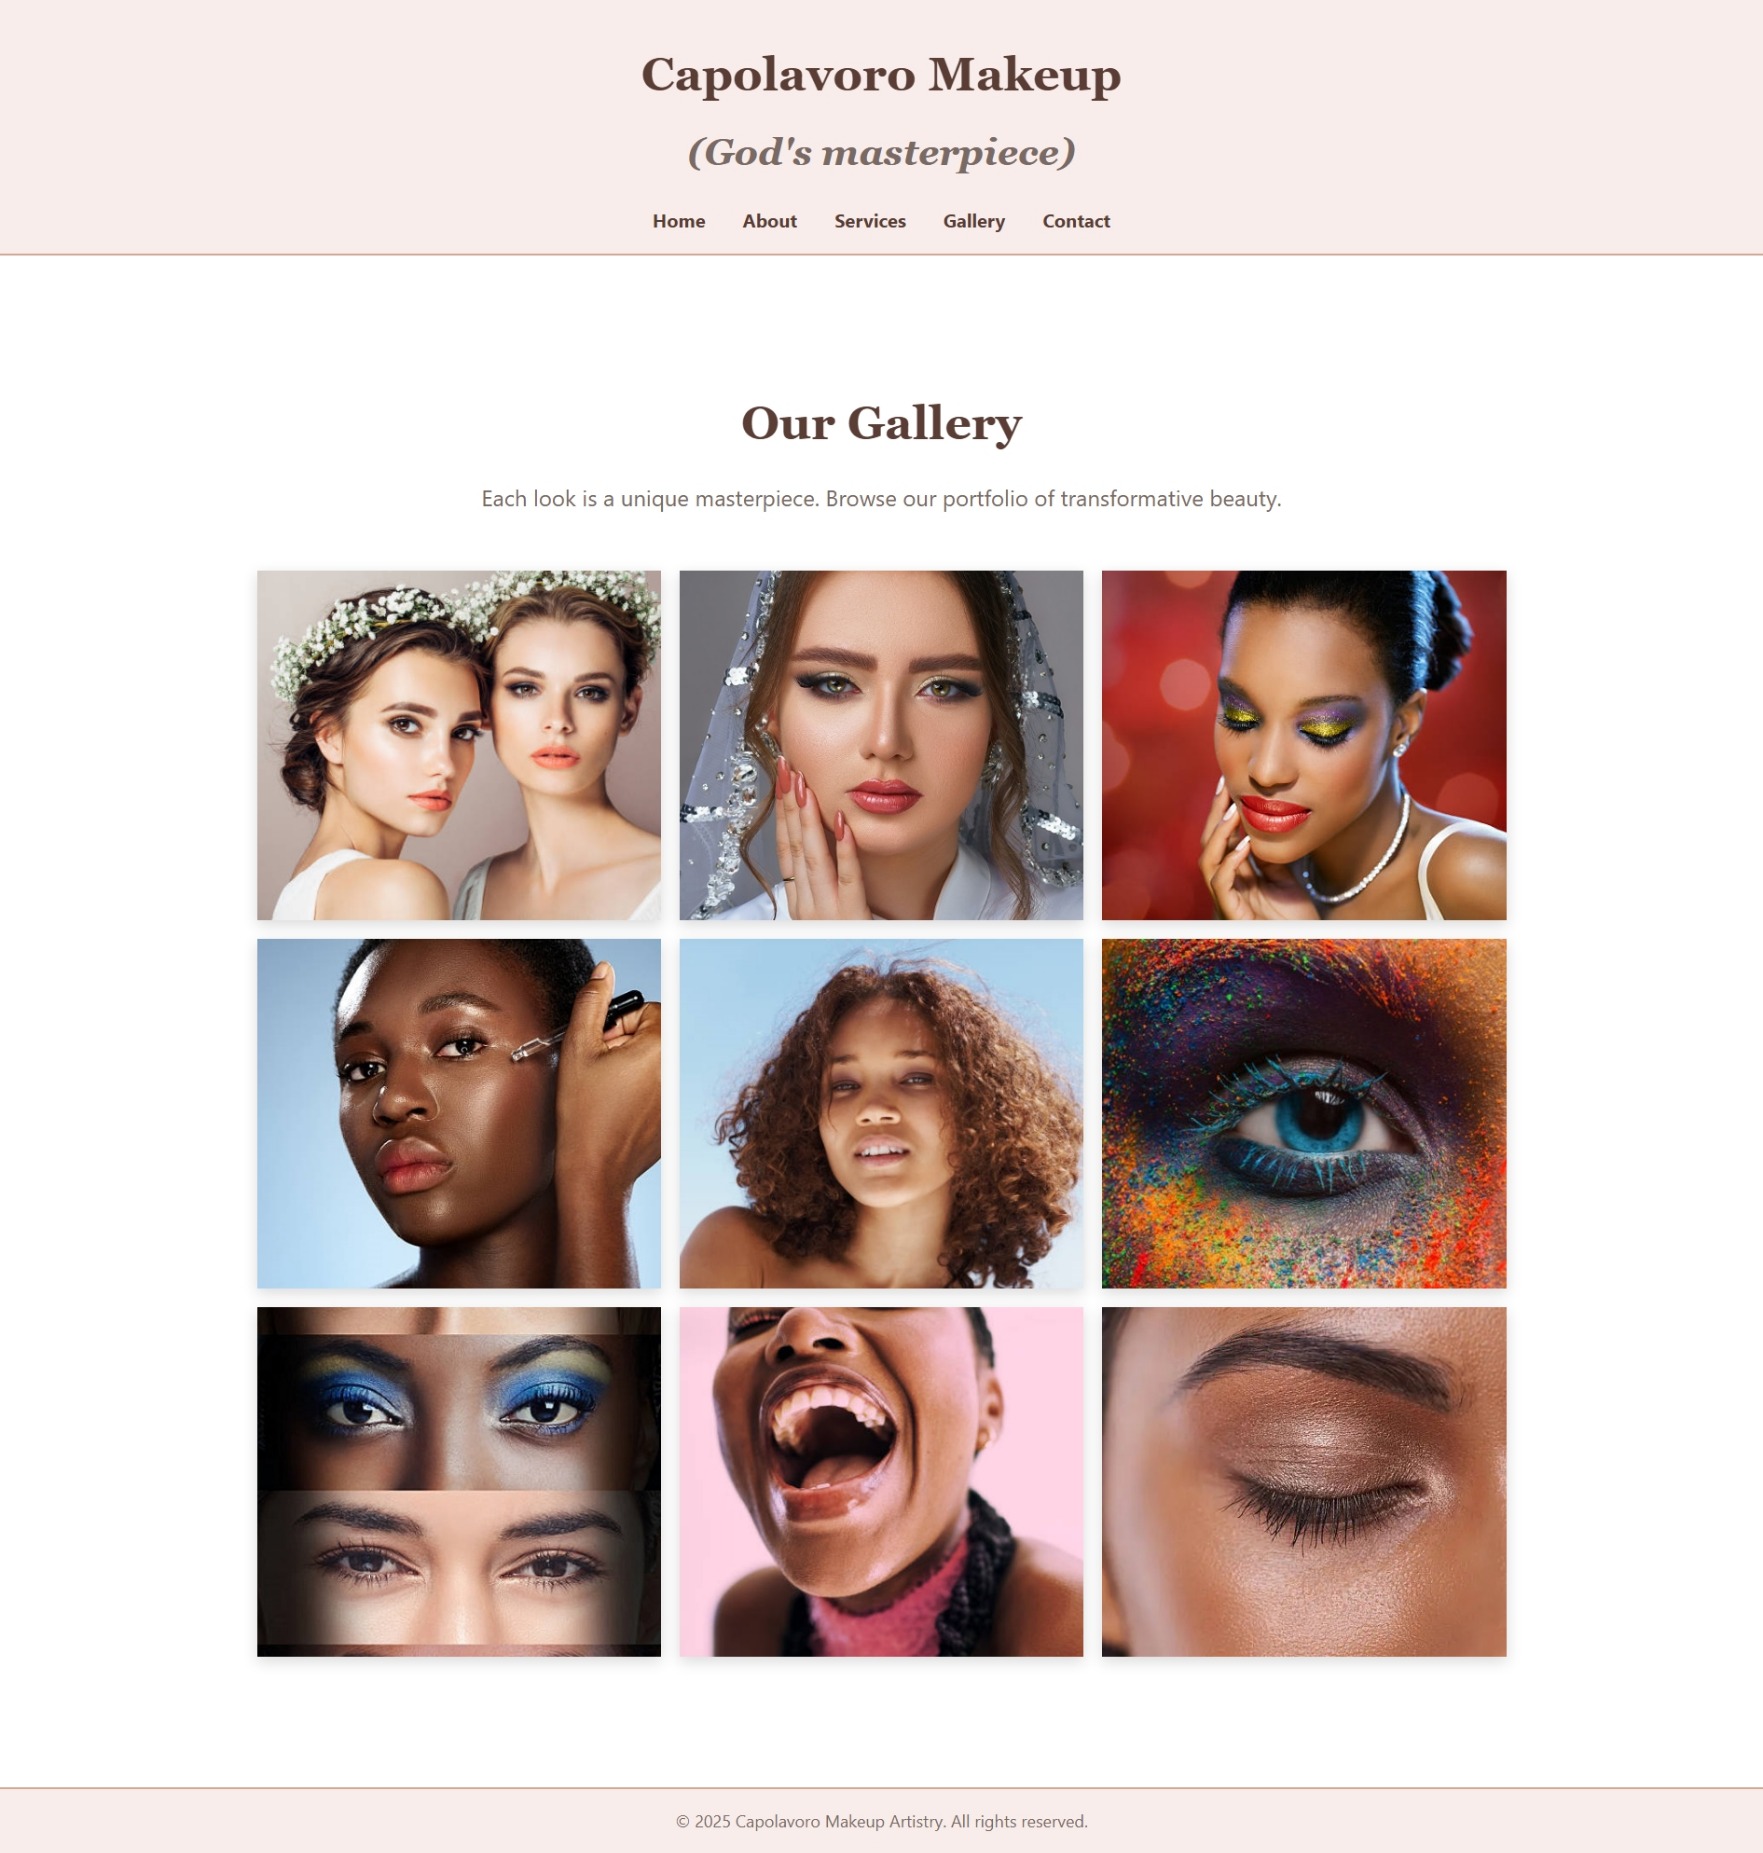 Capolavoro Makeup
(God's masterpiece)
Home About Services Gallery Contact
Our Gallery
Each look is a unique masterpiece. Browse our portfolio of transformative beauty.
© 2025 Capolavoro Makeup Artistry. All rights reserved.